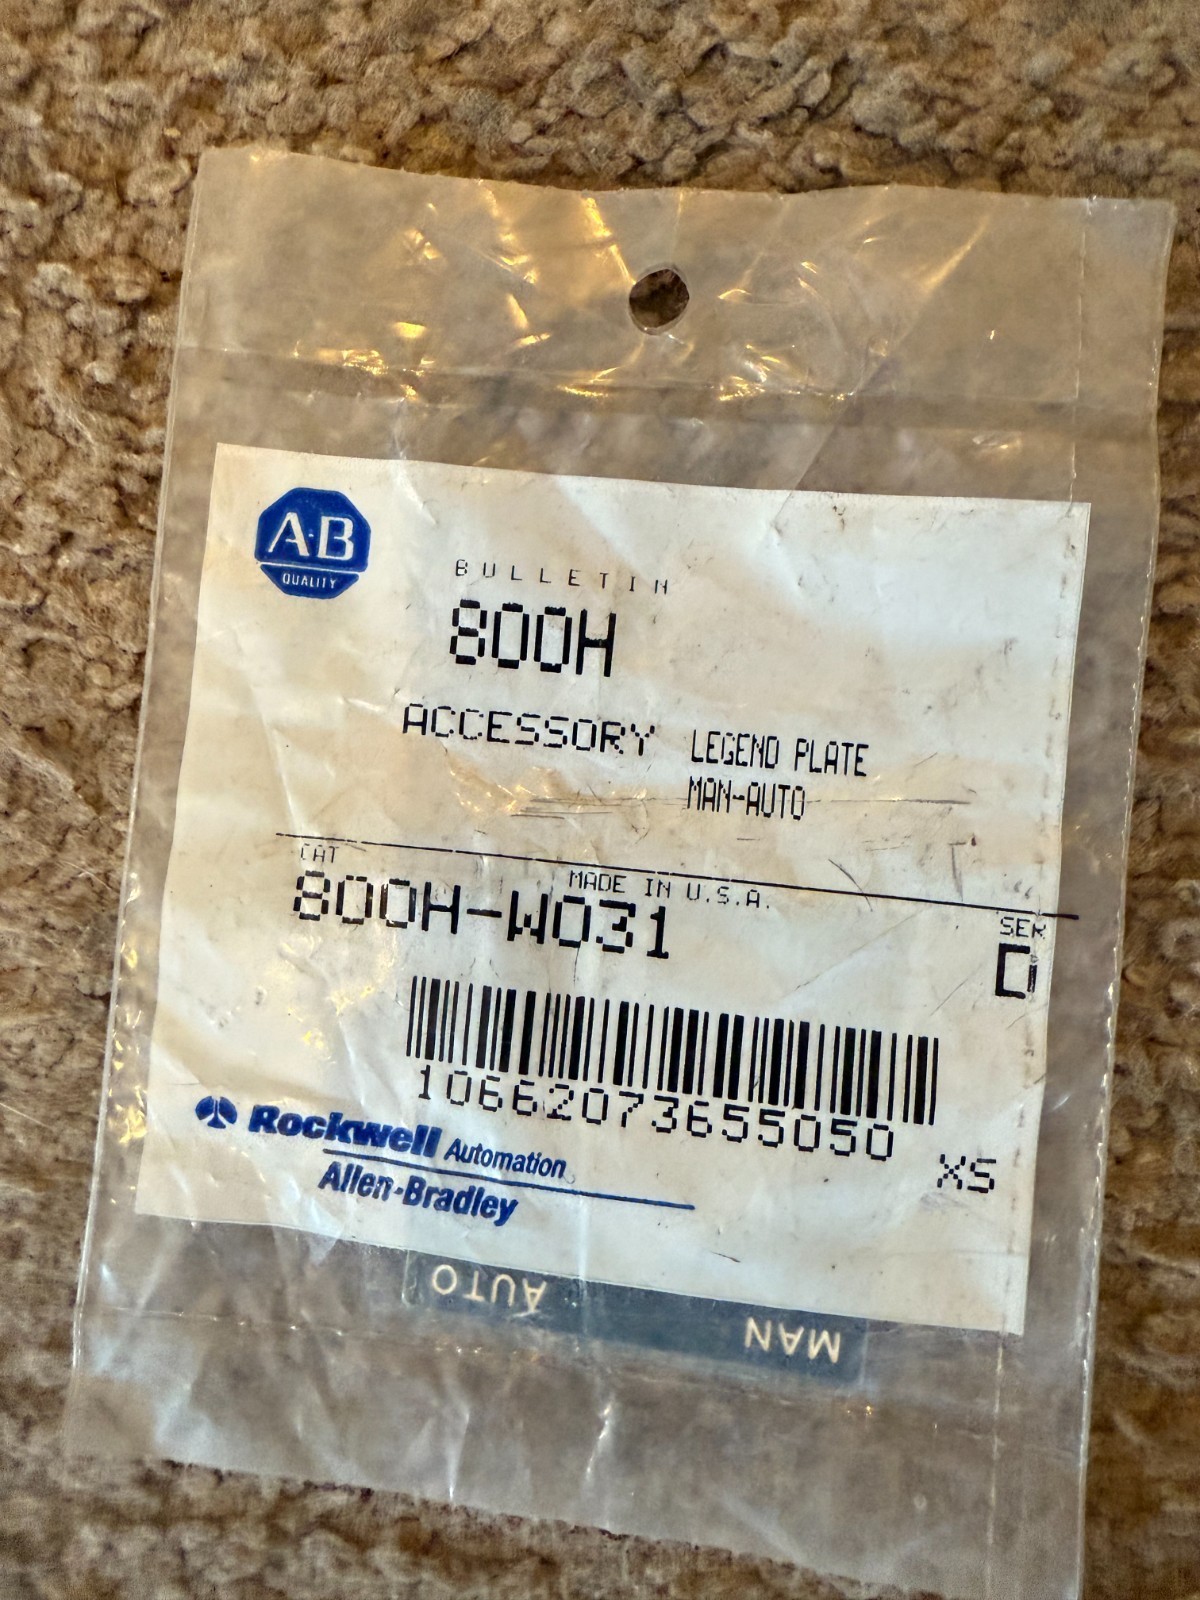 A·B
QUALITY
BULLETIN
800H
ACCESSORY LEGEND PLATE
MAN-AUTO
CAT
MADE IN U.S.A.
800H-W031
SER
D
10662073655050
XS
Rockwell Automation
Allen-Bradley
MAN AUTO